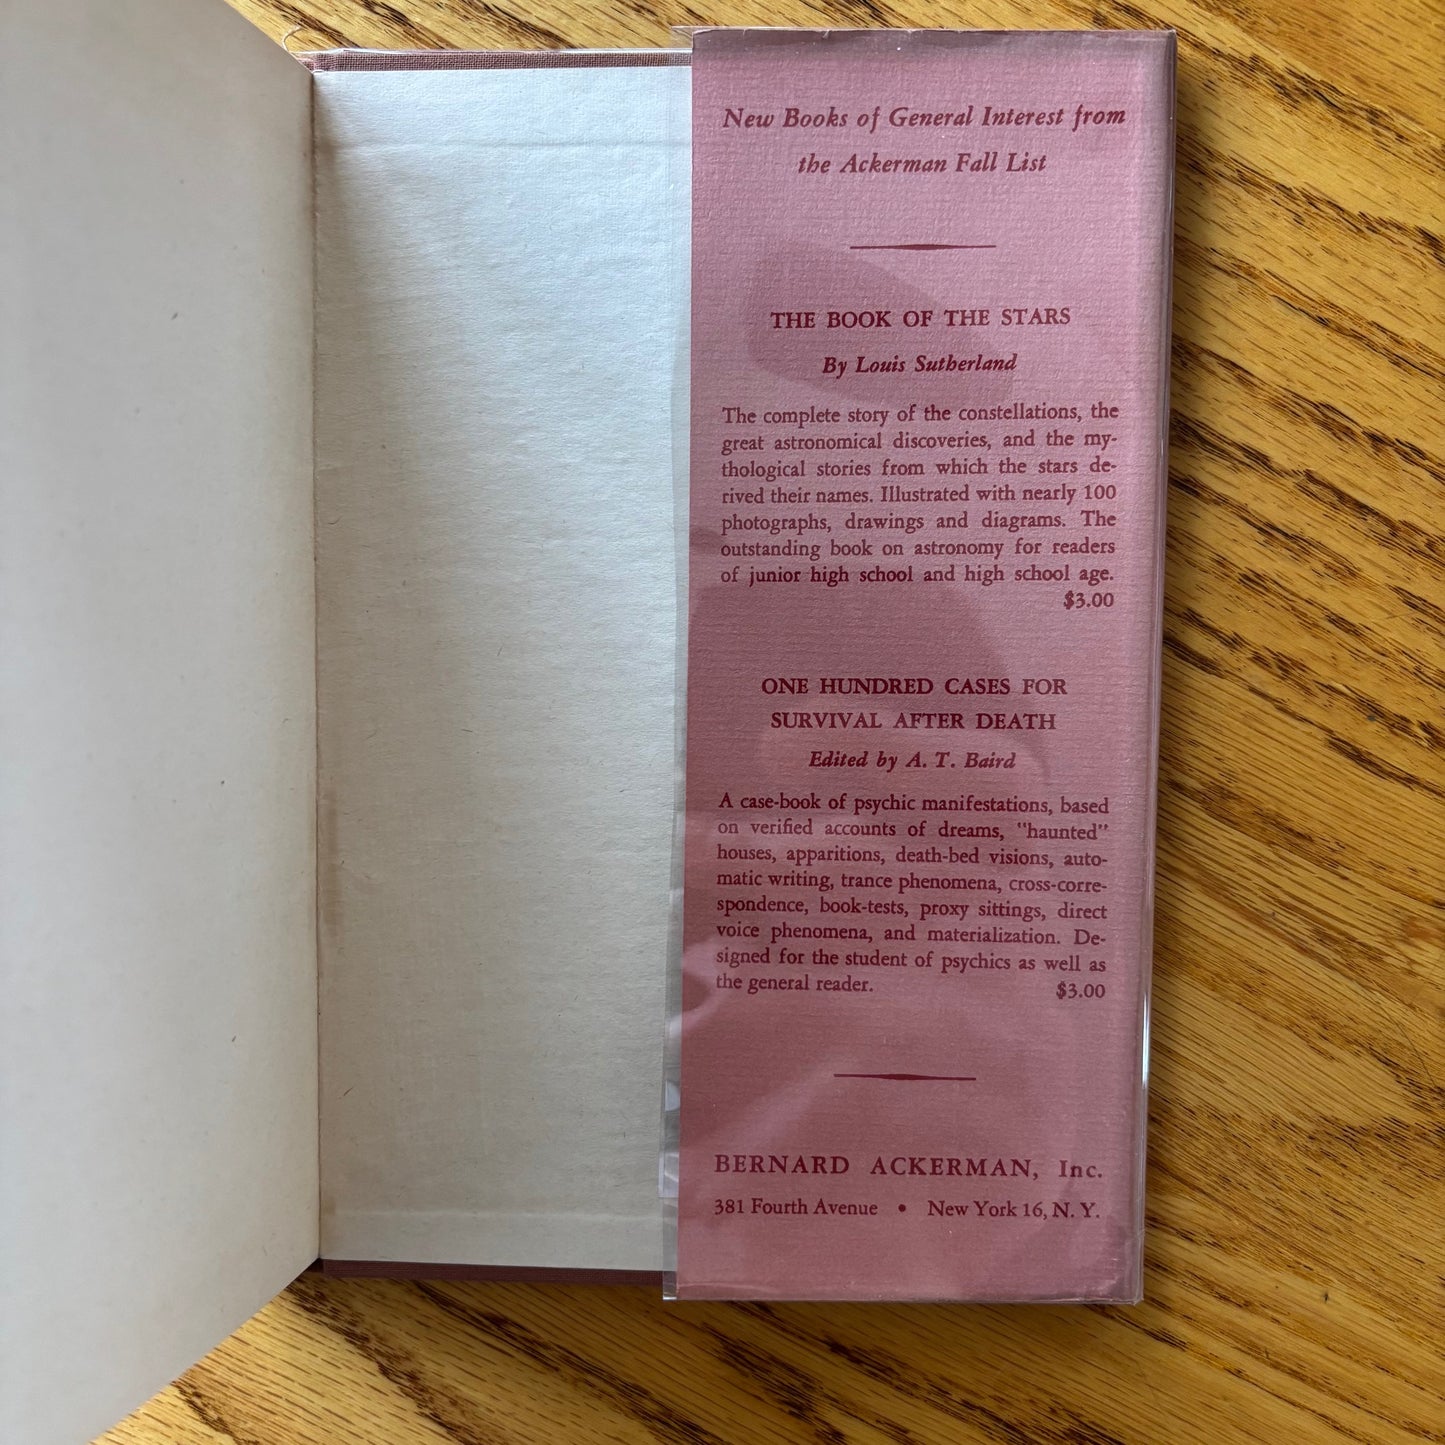 New Books of General Interest from
the Ackerman Fall List
THE BOOK OF THE STARS
By Louis Sutherland
The complete story of the constellations, the
great astronomical discoveries, and the my-
thological stories from which the stars de-
rived their names. Illustrated with nearly 100
photographs, drawings and diagrams. The
outstanding book on astronomy for readers
of junior high school and high school age.
$3.00
ONE HUNDRED CASES FOR
SURVIVAL AFTER DEATH
Edited by A. T. Baird
A case-book of psychic manifestations, based
on verified accounts of dreams, "haunted"
houses, apparitions, death-bed visions, auto-
matic writing, trance phenomena, cross-corre-
spondence, book-tests, proxy sittings, direct
voice phenomena, and materialization. De-
signed for the student of psychics as well as
the general reader. $3.00
BERNARD ACKERMAN, Inc.
381 Fourth Avenue • New York 16, N. Y.